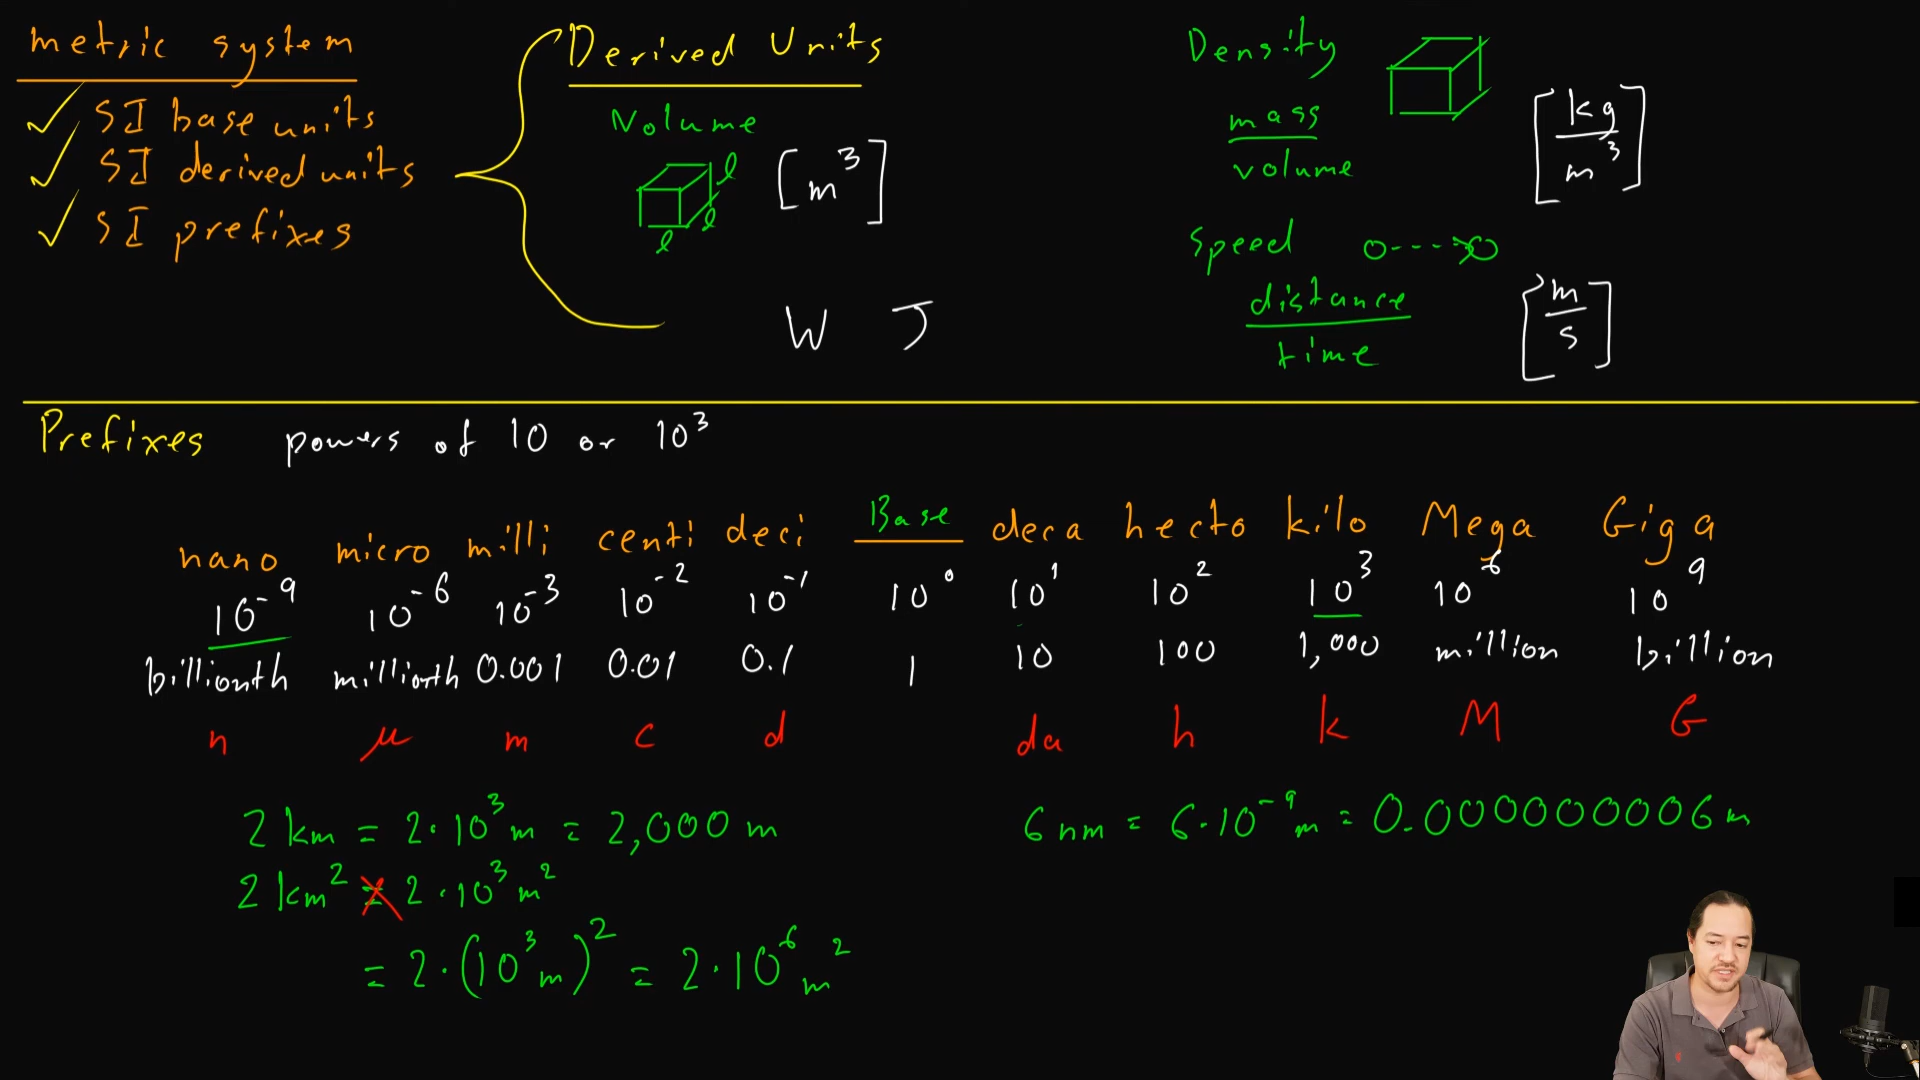 metric system
✓ SI base units
✓ SI derived units
✓ SI prefixes
Derived Units
Volume
l
l
l
[m³]
W J
Density
mass
volume
[kg/m³]
Speed
distance
time
[m/s]
Prefixes powers of 10 or 10³
nano micro milli centi deci Base deca hecto kilo Mega Giga
10⁻⁹ 10⁻⁶ 10⁻³ 10⁻² 10⁻¹ 10⁰ 10¹ 10² 10³ 10⁶ 10⁹
billionth millionth 0.001 0.01 0.1 1 10 100 1,000 million billion
n μ m c d da h k M G
2 km = 2·10³ m = 2,000 m
6 nm = 6·10⁻⁹ m = 0.000000006 m
2 km² = 2·10³ m²
= 2·(10³ m)² = 2·10⁶ m²